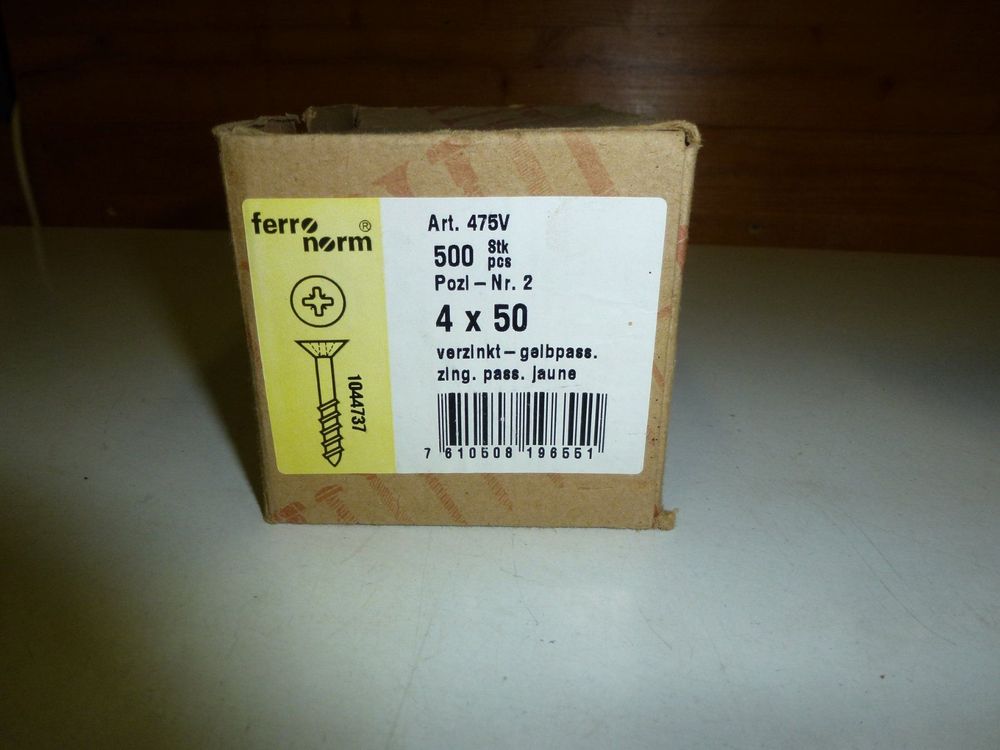 ferro
norm®
Art. 475V
500 Stk
pcs
Pozi – Nr. 2
4 x 50
verzinkt – gelbpass.
zing. pass. jaune
1044737
7 610508 196551